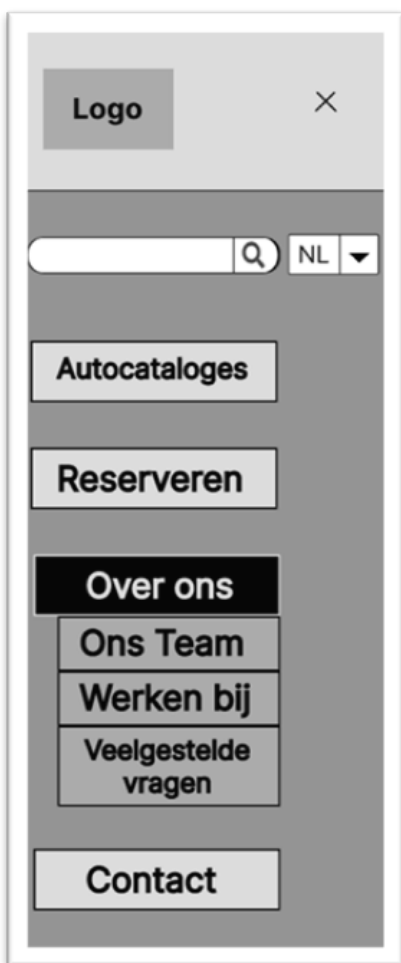 Logo
NL
Autocataloges
Reserveren
Over ons
Ons Team
Werken bij
Veelgestelde
vragen
Contact